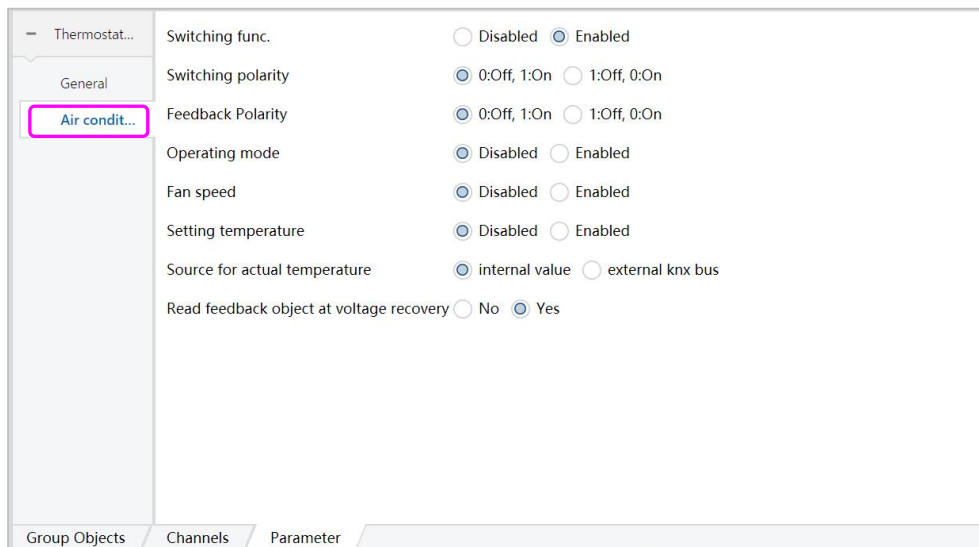 Thermostat...
General
Air condit...
Switching func. Disabled Enabled
Switching polarity 0:Off, 1:On 1:Off, 0:On
Feedback Polarity 0:Off, 1:On 1:Off, 0:On
Operating mode Disabled Enabled
Fan speed Disabled Enabled
Setting temperature Disabled Enabled
Source for actual temperature internal value external knx bus
Read feedback object at voltage recovery No Yes
Group Objects Channels Parameter